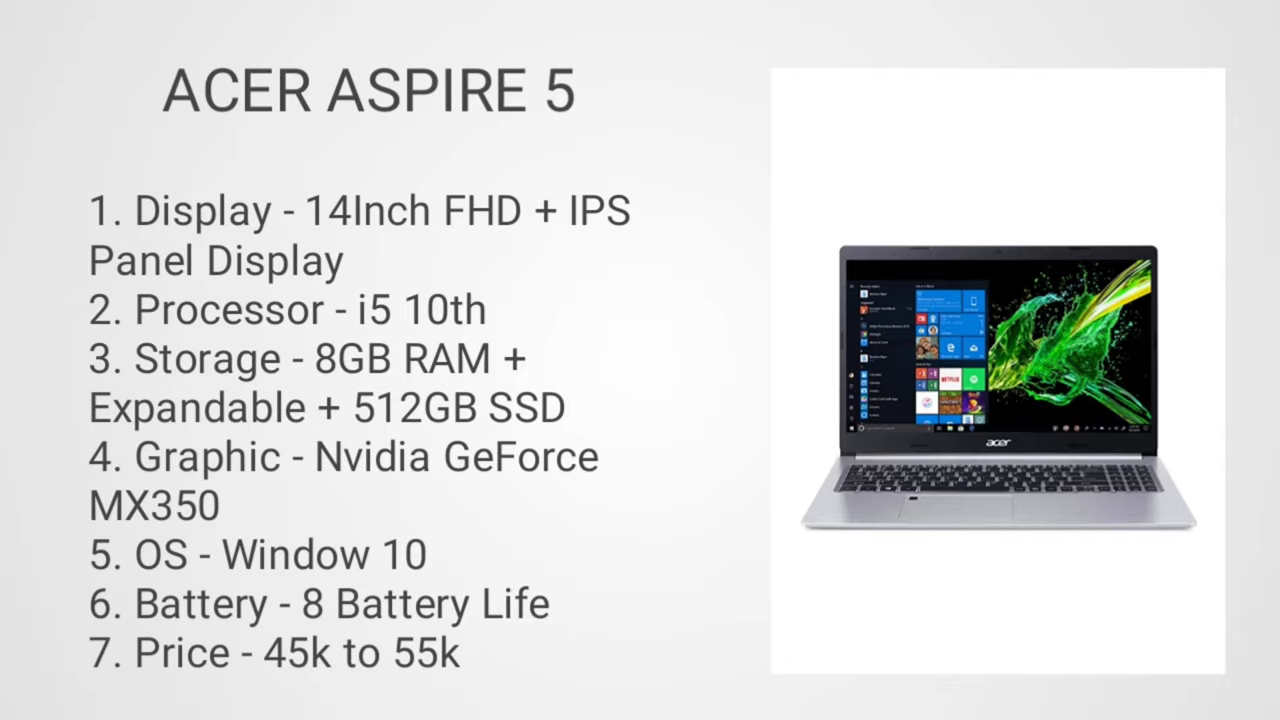 ACER ASPIRE 5
1. Display - 14Inch FHD + IPS
Panel Display
2. Processor - i5 10th
3. Storage - 8GB RAM +
Expandable + 512GB SSD
4. Graphic - Nvidia GeForce
MX350
5. OS - Window 10
6. Battery - 8 Battery Life
7. Price - 45k to 55k
NETFLIX
acer